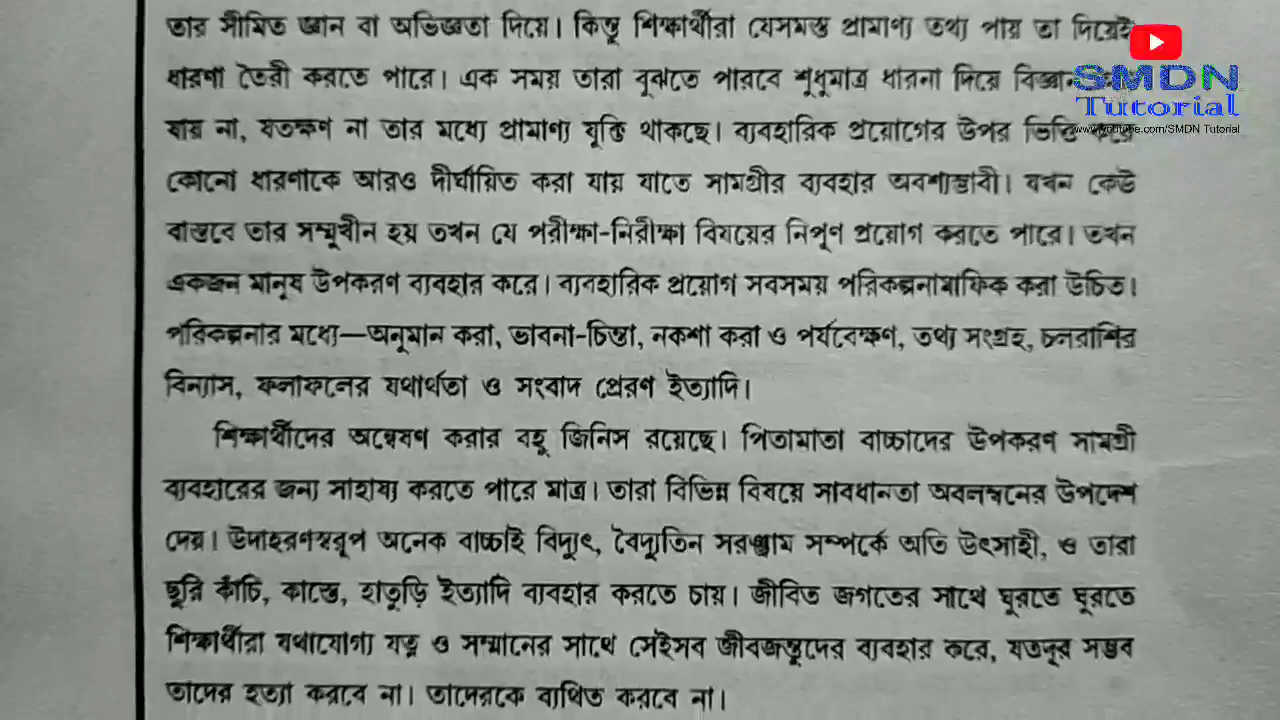 তার সীমিত জ্ঞান বা অভিজ্ঞতা দিয়ে। কিন্তু শিক্ষার্থীরা যেসমস্ত প্রামাণ্য তথ্য পায় তা দিয়েই
ধারণা তৈরী করতে পারে। এক সময় তারা বুঝতে পারবে শুধুমাত্র ধারনা দিয়ে
যায় না, যতক্ষণ না তার মধ্যে প্রামাণ্য যুক্তি থাকছে। ব্যবহারিক প্রয়োগের উপর ভিত্তি করে
কোনো ধারণাকে আরও দীর্ঘায়িত করা যায় যাতে সামগ্রীর ব্যবহার অবশ্যম্ভাবী। যখন কেউ
বাস্তবে তার সম্মুখীন হয় তখন যে পরীক্ষা-নিরীক্ষা বিষয়ের নিপুণ প্রয়োগ করতে পারে। তখন
একজন মানুষ উপকরণ ব্যবহার করে। ব্যবহারিক প্রয়োগ সবসময় পরিকল্পনামাফিক করা উচিত।
পরিকল্পনার মধ্যে—অনুমান করা, ভাবনা-চিন্তা, নকশা করা ও পর্যবেক্ষণ, তথ্য সংগ্রহ, চলরাশির
বিন্যাস, ফলাফলের যথার্থতা ও সংবাদ প্রেরণ ইত্যাদি।
শিক্ষার্থীদের অন্বেষণ করার বহু জিনিস রয়েছে। পিতামাতা বাচ্চাদের উপকরণ সামগ্রী
ব্যবহারের জন্য সাহায্য করতে পারে মাত্র। তারা বিভিন্ন বিষয়ে সাবধানতা অবলম্বনের উপদেশ
দেয়। উদাহরণস্বরূপ অনেক বাচ্চাই বিদ্যুৎ, বৈদ্যুতিন সরঞ্জাম সম্পর্কে অতি উৎসাহী, ও তারা
ছুরি কাঁচি, কাস্তে, হাতুড়ি ইত্যাদি ব্যবহার করতে চায়। জীবিত জগতের সাথে ঘুরতে ঘুরতে
শিক্ষার্থীরা যথাযোগ্য যত্ন ও সম্মানের সাথে সেইসব জীবজন্তুদের ব্যবহার করে, যতদূর সম্ভব
তাদের হত্যা করবে না। তাদেরকে ব্যথিত করবে না।
SMDN
Tutorial
www.youtube.com/SMDN Tutorial